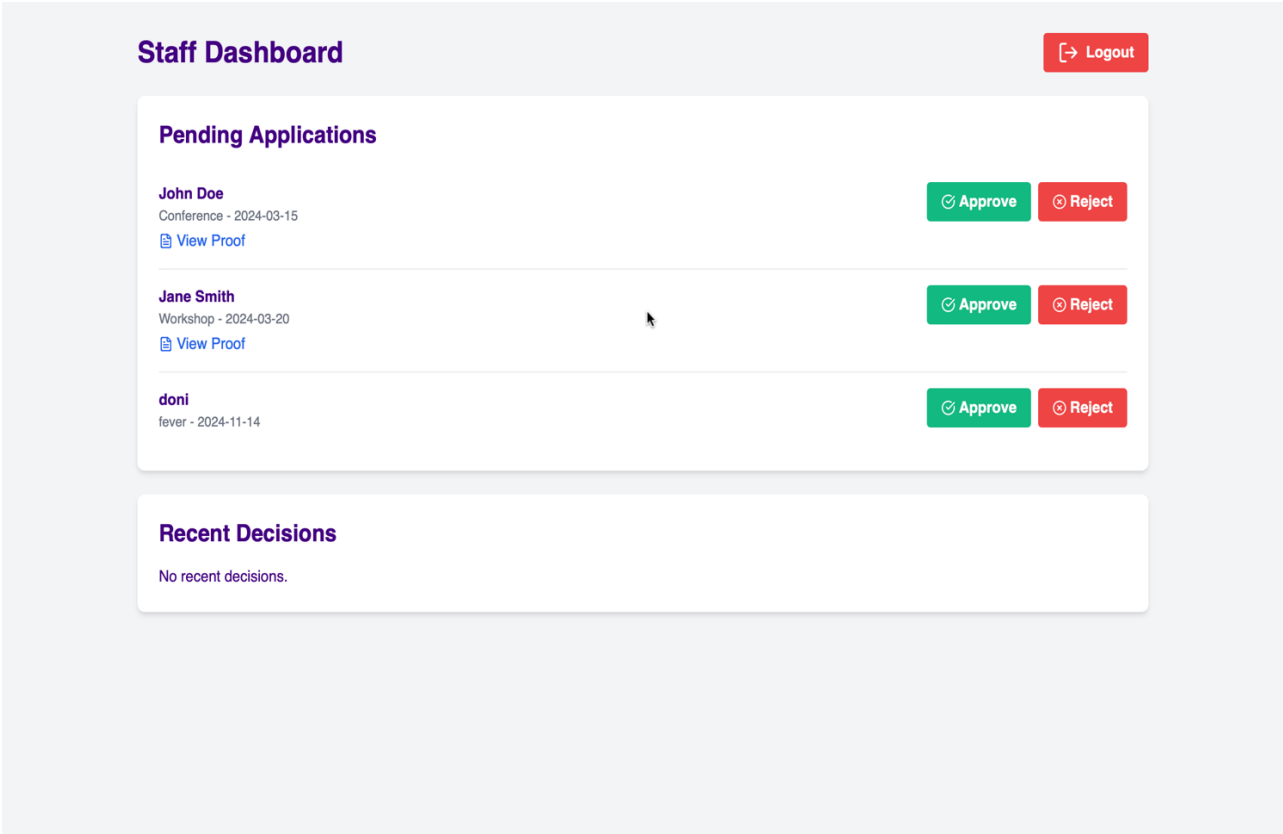 Staff Dashboard
Logout
Pending Applications
John Doe
Conference - 2024-03-15
View Proof
Approve
Reject
Jane Smith
Workshop - 2024-03-20
View Proof
Approve
Reject
doni
fever - 2024-11-14
Approve
Reject
Recent Decisions
No recent decisions.